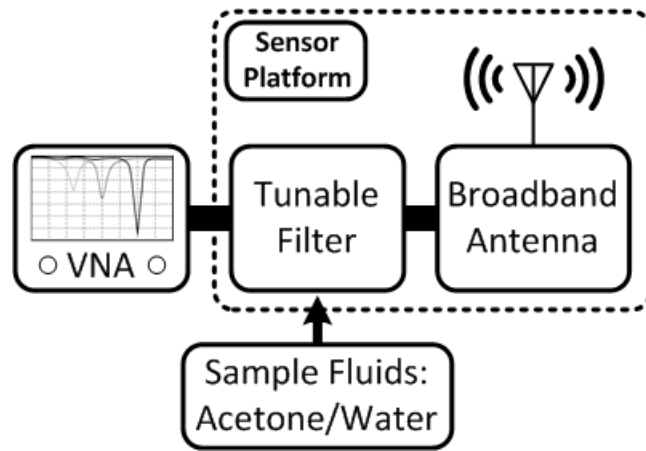 Sensor
Platform
Tunable
Filter
Broadband
Antenna
VNA
Sample Fluids:
Acetone/Water